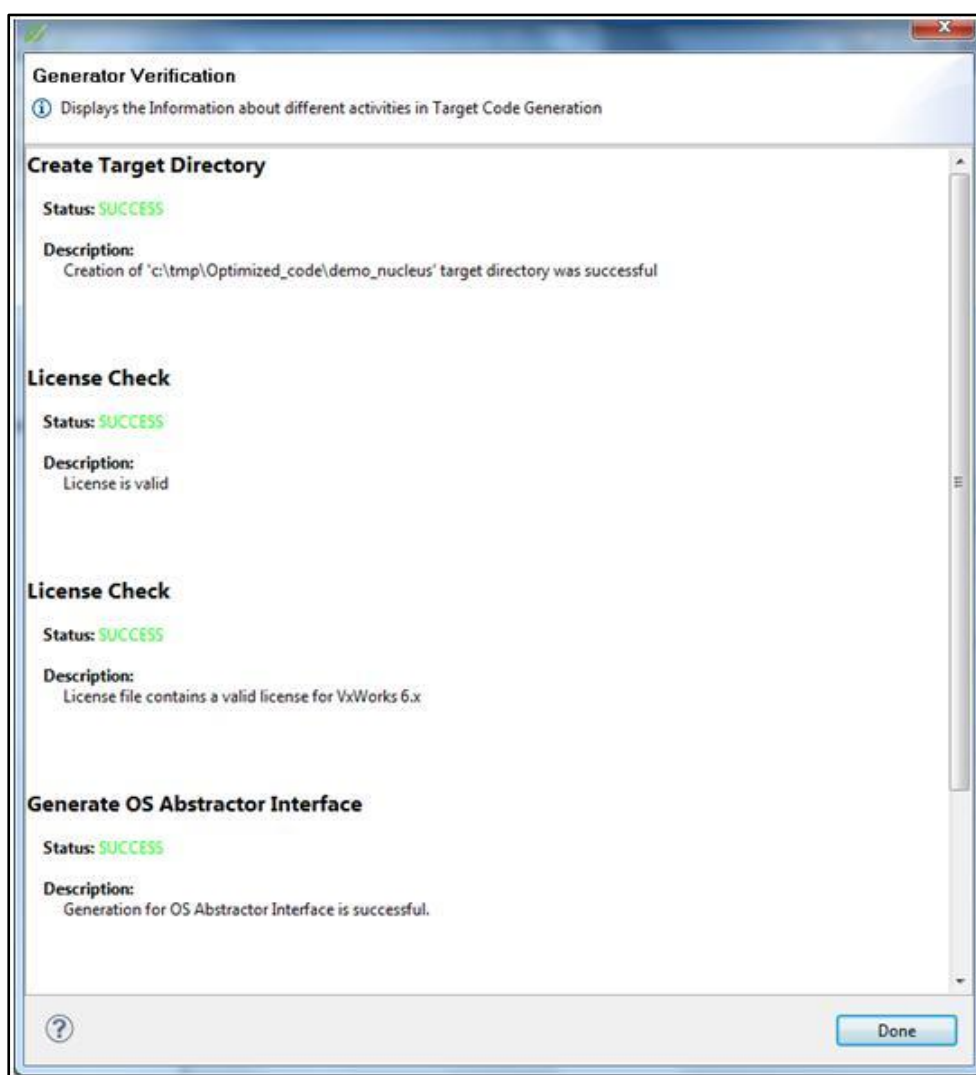 Generator Verification
Displays the Information about different activities in Target Code Generation
Create Target Directory
Status: SUCCESS
Description:
Creation of 'c:\tmp\Optimized_code\demo_nucleus' target directory was successful
License Check
Status: SUCCESS
Description:
License is valid
License Check
Status: SUCCESS
Description:
License file contains a valid license for VxWorks 6.x
Generate OS Abstractor Interface
Status: SUCCESS
Description:
Generation for OS Abstractor Interface is successful.
Done